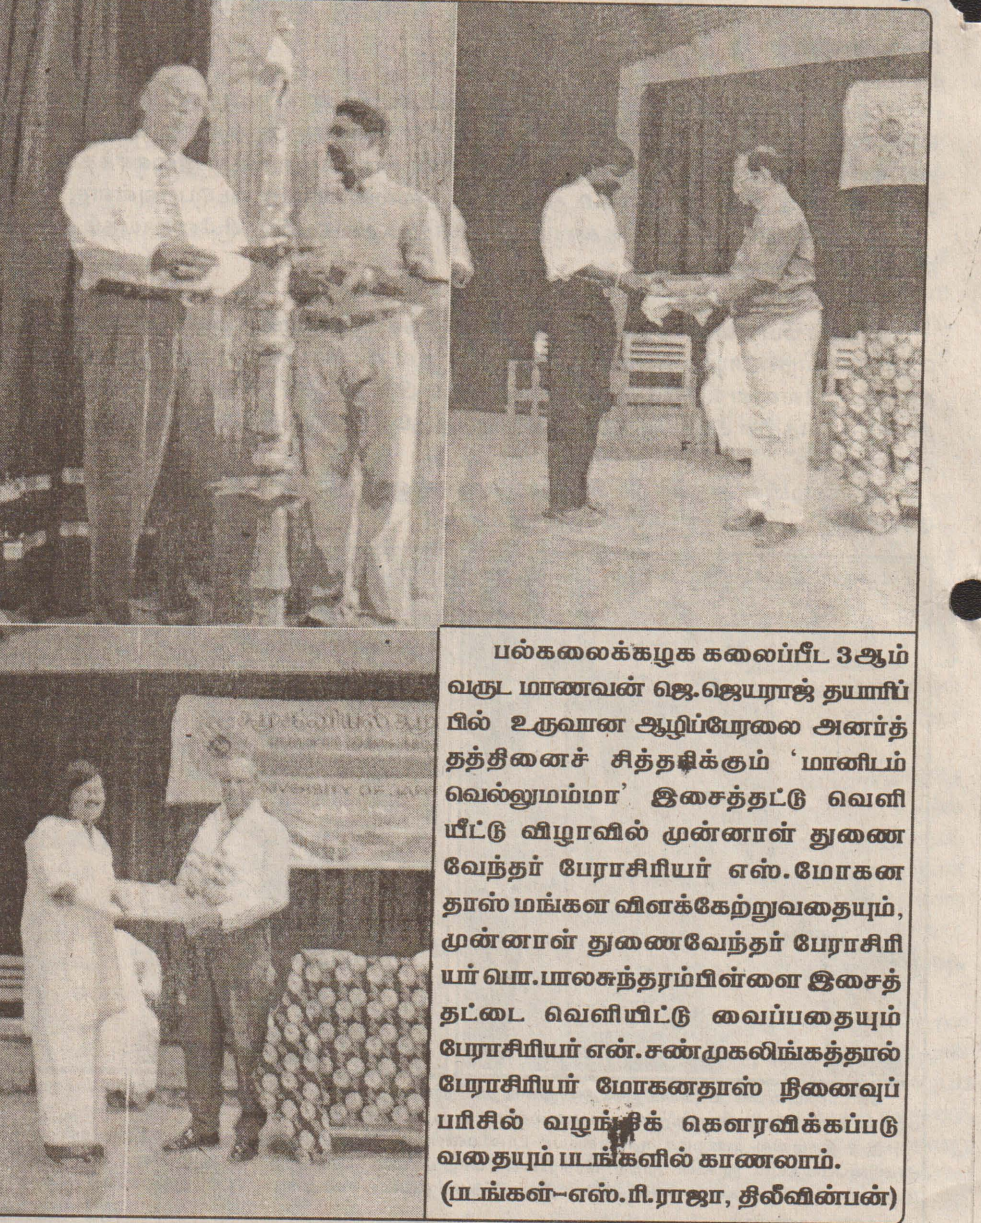 பல்கலைக்கழக கலைப்பீட 3ஆம்
வருட மாணவன் ஜெ.ஜெயராஜ் தயாரிப்
பில் உருவான ஆழிப்பேரலை அனர்த்
தத்தினைச் சித்தரிக்கும் ‘மானிடம்
வெல்லுமம்மா’ இசைத்தட்டு வெளி
யீட்டு விழாவில் முன்னாள் துணை
வேந்தர் பேராசிரியர் எஸ்.மோகன
தாஸ் மங்கள விளக்கேற்றுவதையும்,
முன்னாள் துணைவேந்தர் பேராசிரி
யர் பொ.பாலசுந்தரம்பிள்ளை இசைத்
தட்டை வெளியிட்டு வைப்பதையும்
பேராசிரியர் என்.சண்முகலிங்கத்தால்
பேராசிரியர் மோகனதாஸ் நினைவுப்
பரிசில் வழங்கிக் கௌரவிக்கப்படு
வதையும் படங்களில் காணலாம்.
(படங்கள்-எஸ்.ரி.ராஜா, திலீவின்பன்)